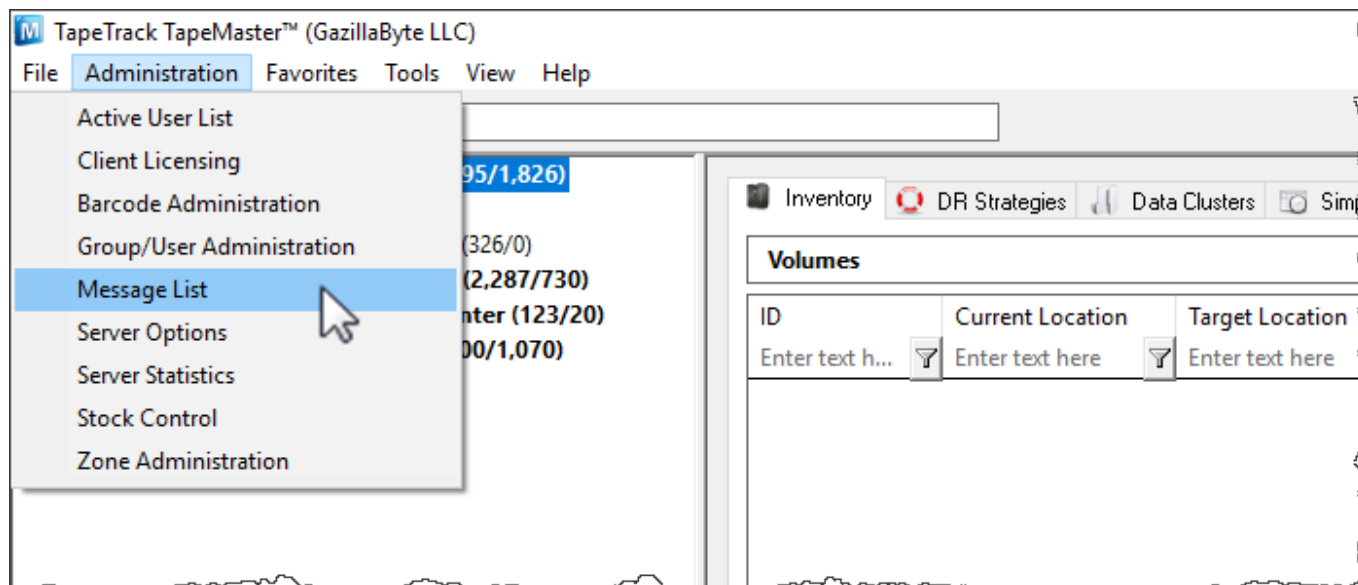 TapeTrack TapeMaster™ (GazillaByte LLC)
File Administration Favorites Tools View Help
Active User List
Client Licensing
Barcode Administration
Group/User Administration
Message List
Server Options
Server Statistics
Stock Control
Zone Administration
95/1,826)
(326/0)
(2,287/730)
nter (123/20)
00/1,070)
Inventory DR Strategies Data Clusters Simp
Volumes
ID Current Location Target Location
Enter text h... Enter text here Enter text here